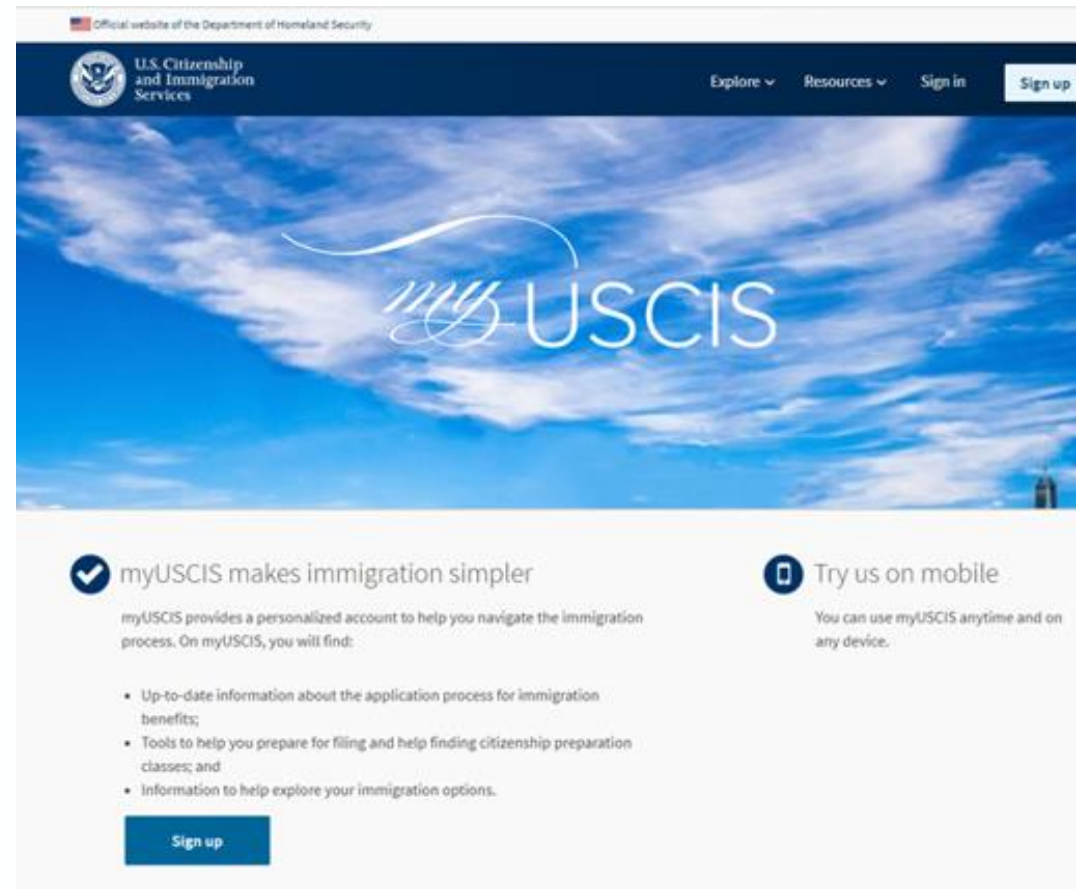 Official website of the Department of Homeland Security
U.S. Citizenship
and Immigration
Services
Explore
Resources
Sign in
Sign up
my USCIS
myUSCIS makes immigration simpler
myUSCIS provides a personalized account to help you navigate the immigration
process. On myUSCIS, you will find:
• Up-to-date information about the application process for immigration
benefits;
• Tools to help you prepare for filing and help finding citizenship preparation
classes; and
• Information to help explore your immigration options.
Sign up
Try us on mobile
You can use myUSCIS anytime and on
any device.